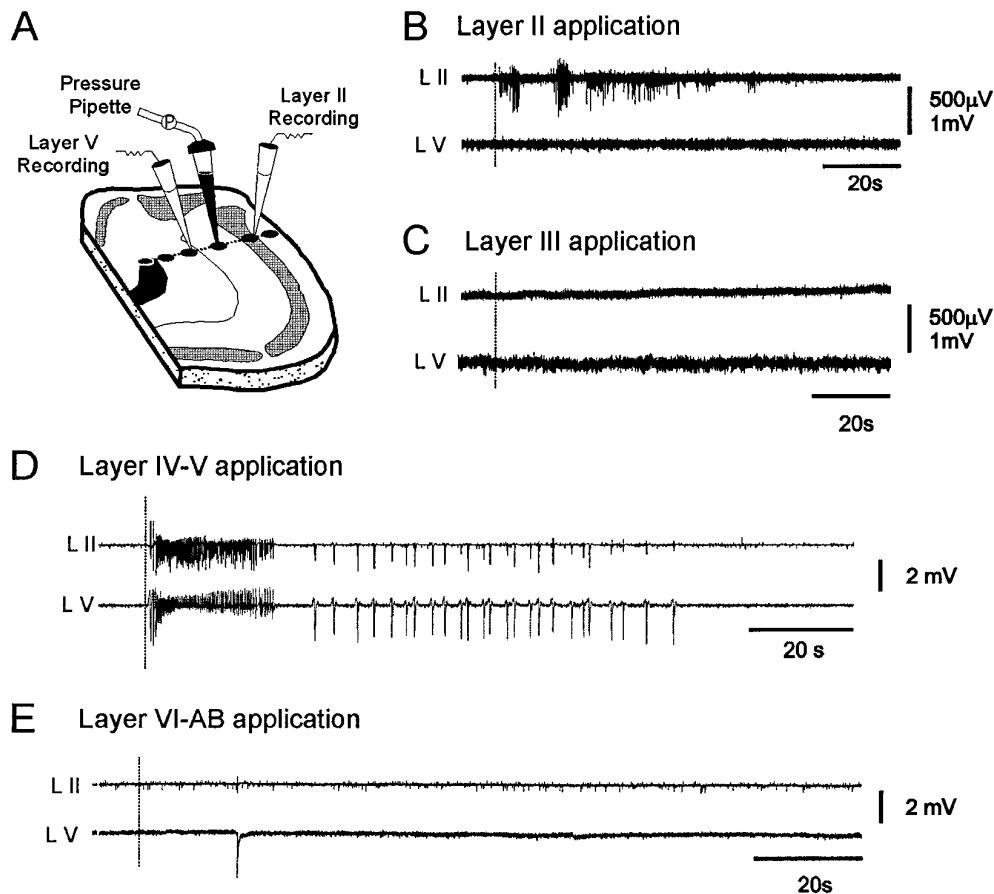 A
Pressure
Pipette
P
Layer II
Recording
Layer V
Recording
B Layer II application
L II
L V
500µV
1mV
20s
C Layer III application
L II
L V
500µV
1mV
20s
D Layer IV-V application
L II
L V
2 mV
20 s
E Layer VI-AB application
L II
L V
2 mV
20s